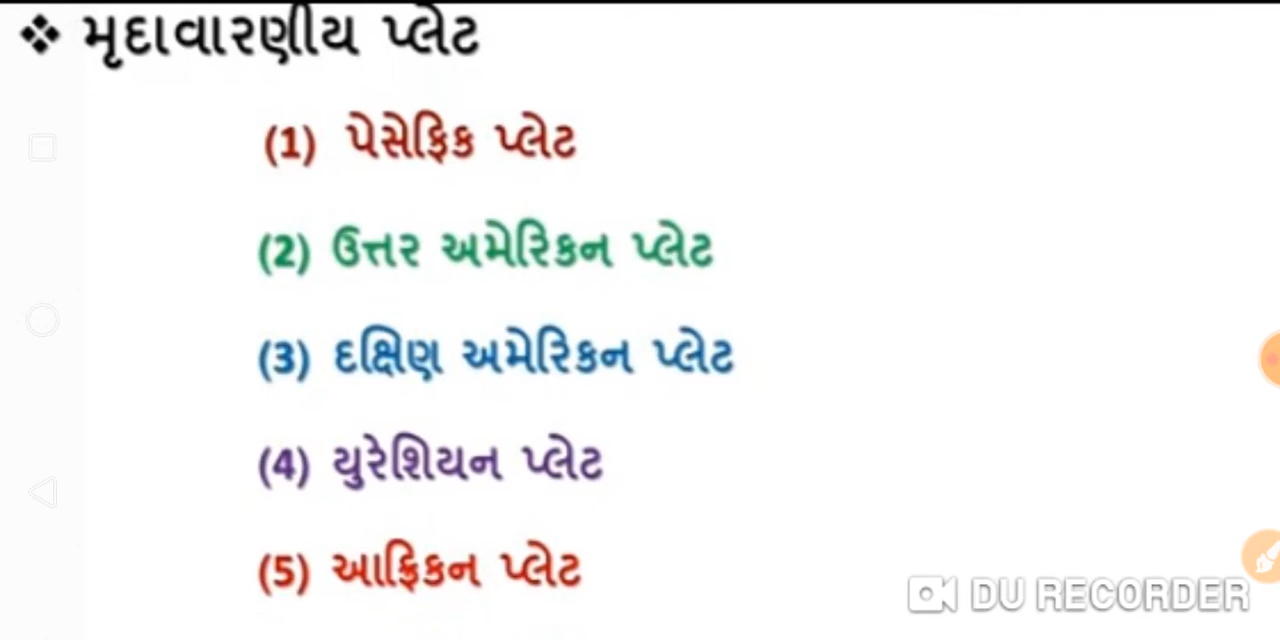 ❖ મૃદાવારણીય પ્લેટ
(1) પેસેફિક પ્લેટ
(2) ઉત્તર અમેરિકન પ્લેટ
(3) દક્ષિણ અમેરિકન પ્લેટ
(4) યુરેશિયન પ્લેટ
(5) આફ્રિકન પ્લેટ
DU RECORDER